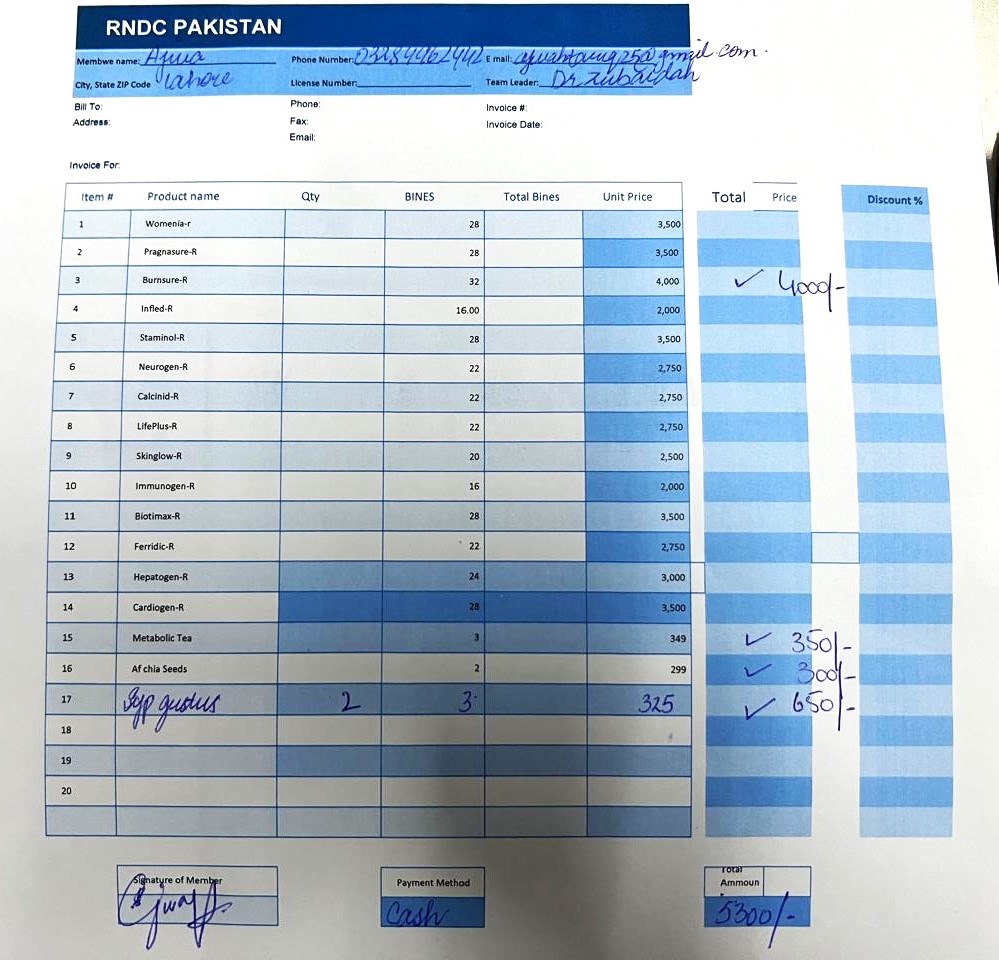 RNDC PAKISTAN
Membwe name: Ajwa Phone Number: 03284962942 E mail:
City, State ZIP Code Lahore License Number: Team Leader: Dr. Zubaidah
Bill To: Phone: Invoice #:
Address: Fax: Invoice Date:
Email:
Invoice For:
Item # Product name Qty BINES Total Bines Unit Price Total Price Discount %
1 Womenia-r 28 3,500
2 Pragnasure-R 28 3,500
3 Burnsure-R 32 4,000 ✓ 4000/-
4 Infled-R 16.00 2,000
5 Staminol-R 28 3,500
6 Neurogen-R 22 2,750
7 Calcinid-R 22 2,750
8 LifePlus-R 22 2,750
9 Skinglow-R 20 2,500
10 Immunogen-R 16 2,000
11 Biotimax-R 28 3,500
12 Ferridic-R 22 2,750
13 Hepatogen-R 24 3,000
14 Cardiogen-R 28 3,500
15 Metabolic Tea 3 349 ✓ 350/-
16 Af chia Seeds 2 299 ✓ 300/-
17 Syp gustus 2 3 325 ✓ 650/-
18
19
20
Signature of Member Payment Method Total Ammoun
Cash 5300/-